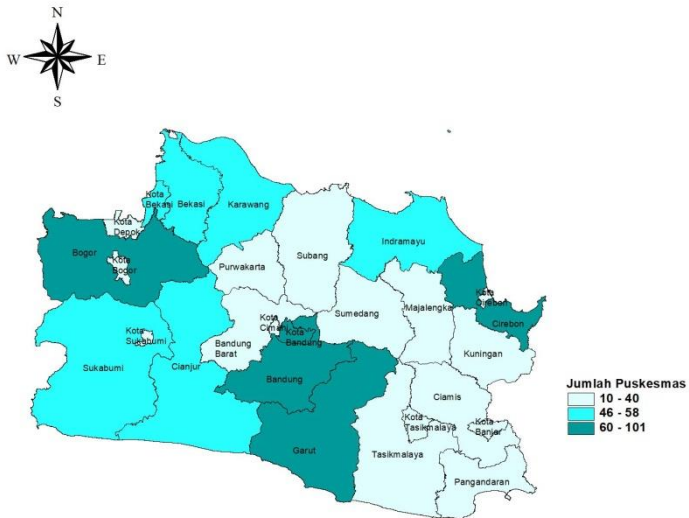 N
W
E
S
Kota
Bekasi
Bekasi
Karawang
Kota
Depok
Bogor
Kota
Bogor
Subang
Purwakarta
Indramayu
Kota
Cirebon
Cirebon
Sumedang
Majalengka
Kuningan
Kota
Cimahi
Kota
Bandung
Bandung
Barat
Kota
Sukabumi
Sukabumi
Cianjur
Bandung
Garut
Ciamis
Kota
Tasikmalaya
Kota
Banjar
Tasikmalaya
Pangandaran
Jumlah Puskesmas
10 - 40
46 - 58
60 - 101